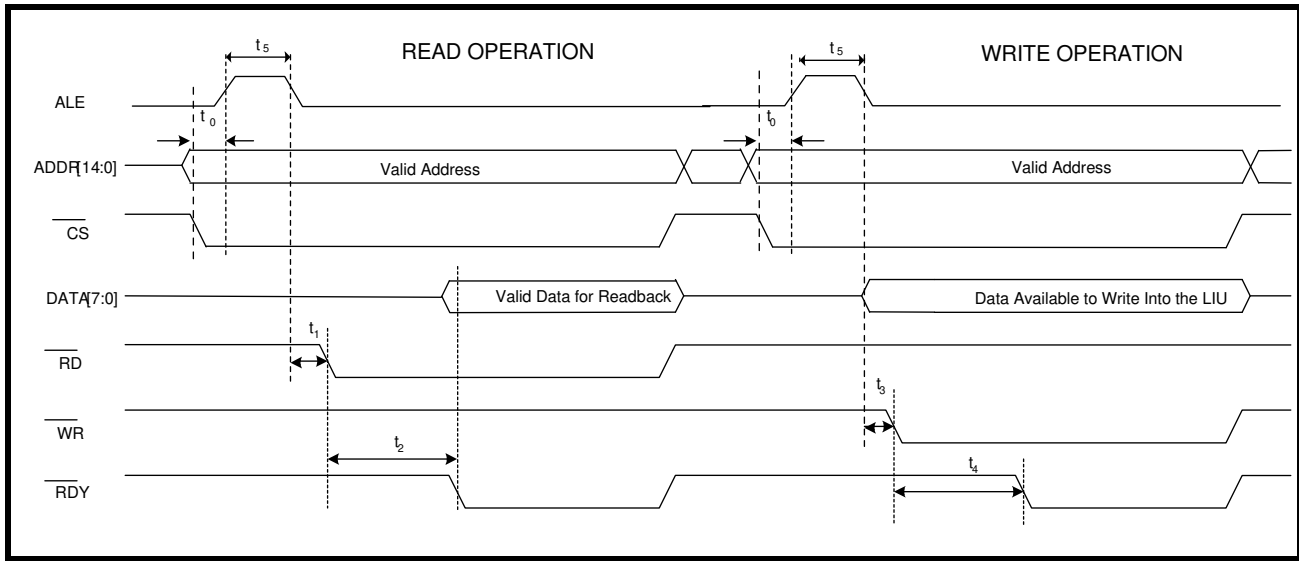 READ OPERATION
WRITE OPERATION
t5
t5
ALE
t0
t0
ADDR[14:0]
Valid Address
Valid Address
CS
DATA[7:0]
Valid Data for Readback
Data Available to Write Into the LIU
t1
RD
t3
WR
t2
t4
RDY